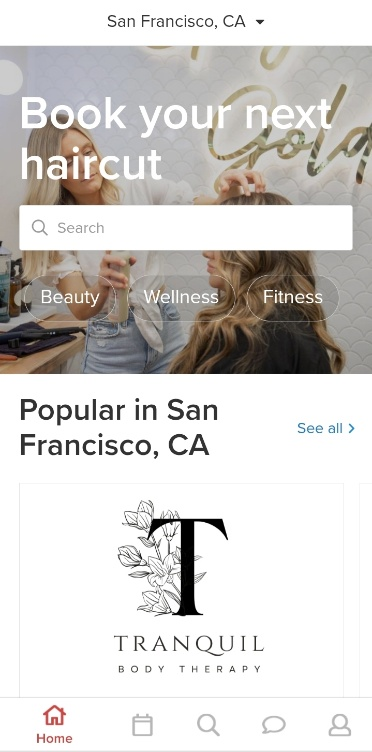 San Francisco, CA
Gold
Book your next
haircut
Search
Beauty
Wellness
Fitness
Popular in San
Francisco, CA
See all
T
TRANQUIL
BODY THERAPY
Home